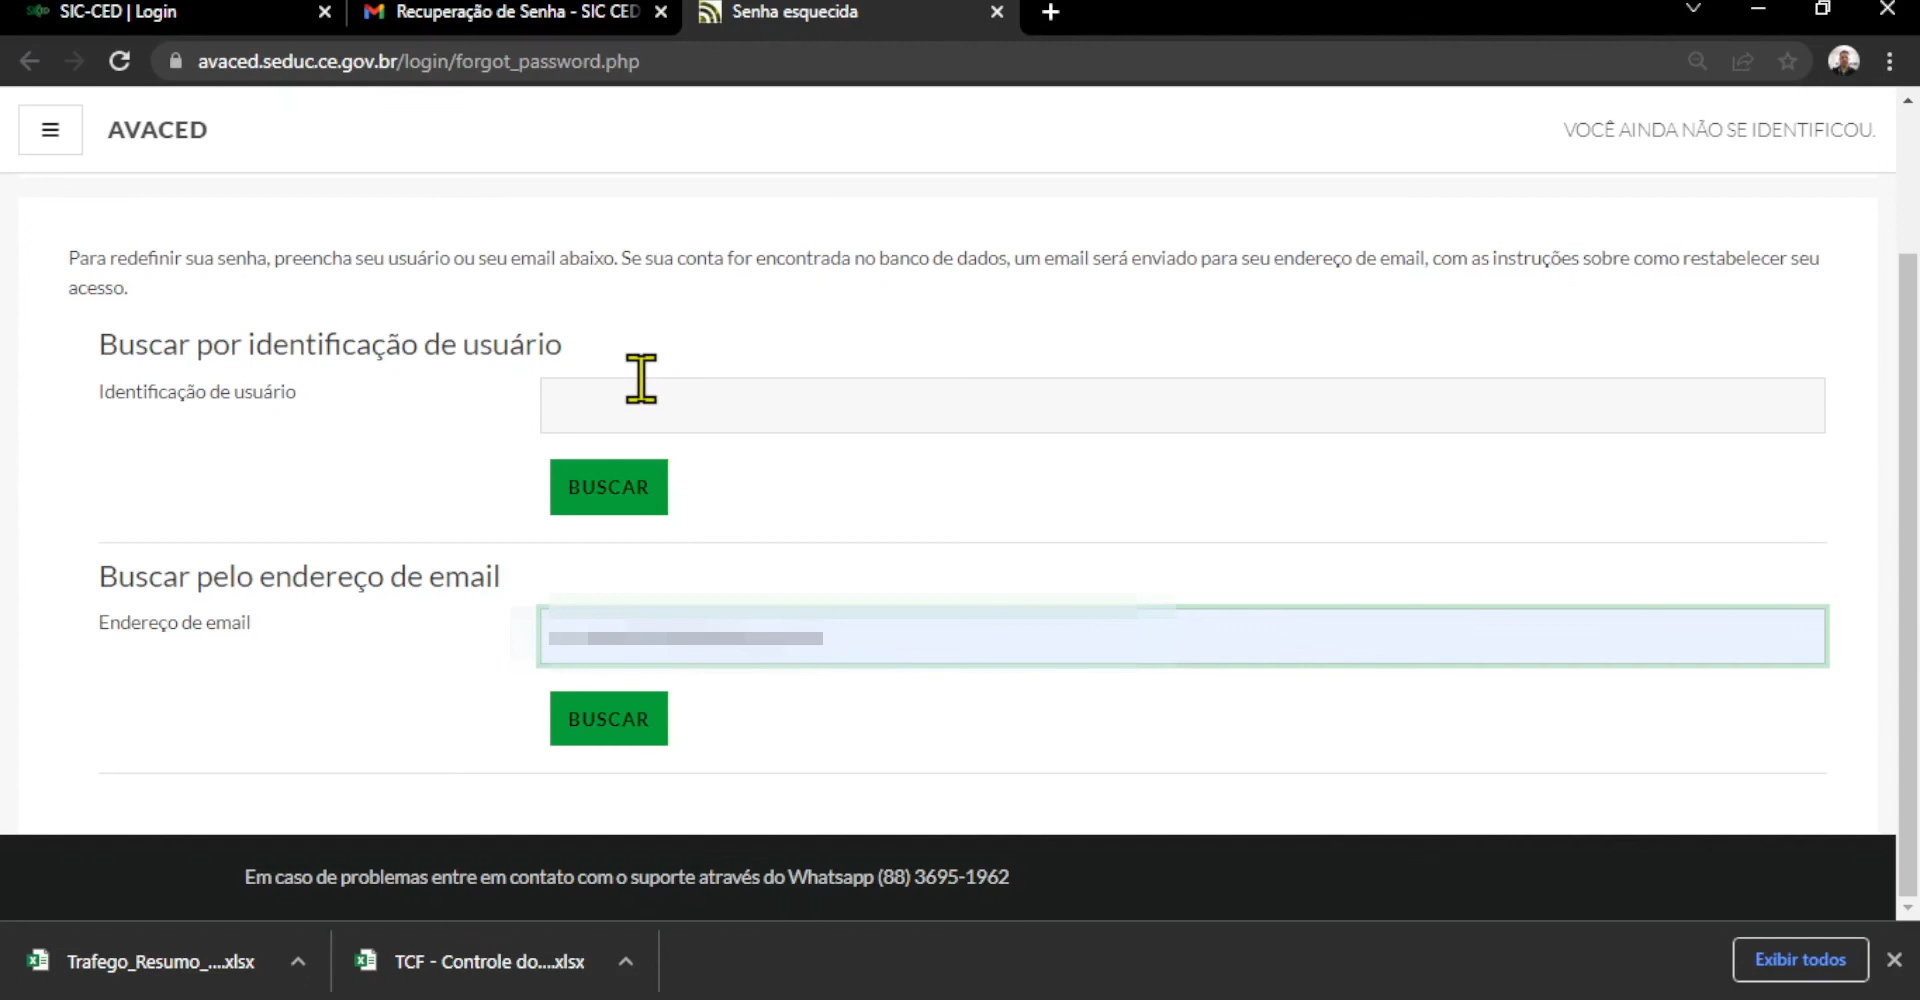 SIC-CED | Login
Recuperação de Senha - SIC CED
Senha esquecida
avaced.seduc.ce.gov.br/login/forgot_password.php
AVACED
VOCÊ AINDA NÃO SE IDENTIFICOU.
Para redefinir sua senha, preencha seu usuário ou seu email abaixo. Se sua conta for encontrada no banco de dados, um email será enviado para seu endereço de email, com as instruções sobre como restabelecer seu
acesso.
Buscar por identificação de usuário
Identificação de usuário
BUSCAR
Buscar pelo endereço de email
Endereço de email
BUSCAR
Em caso de problemas entre em contato com o suporte através do Whatsapp (88) 3695-1962
Trafego_Resumo_....xlsx
TCF - Controle do....xlsx
Exibir todos